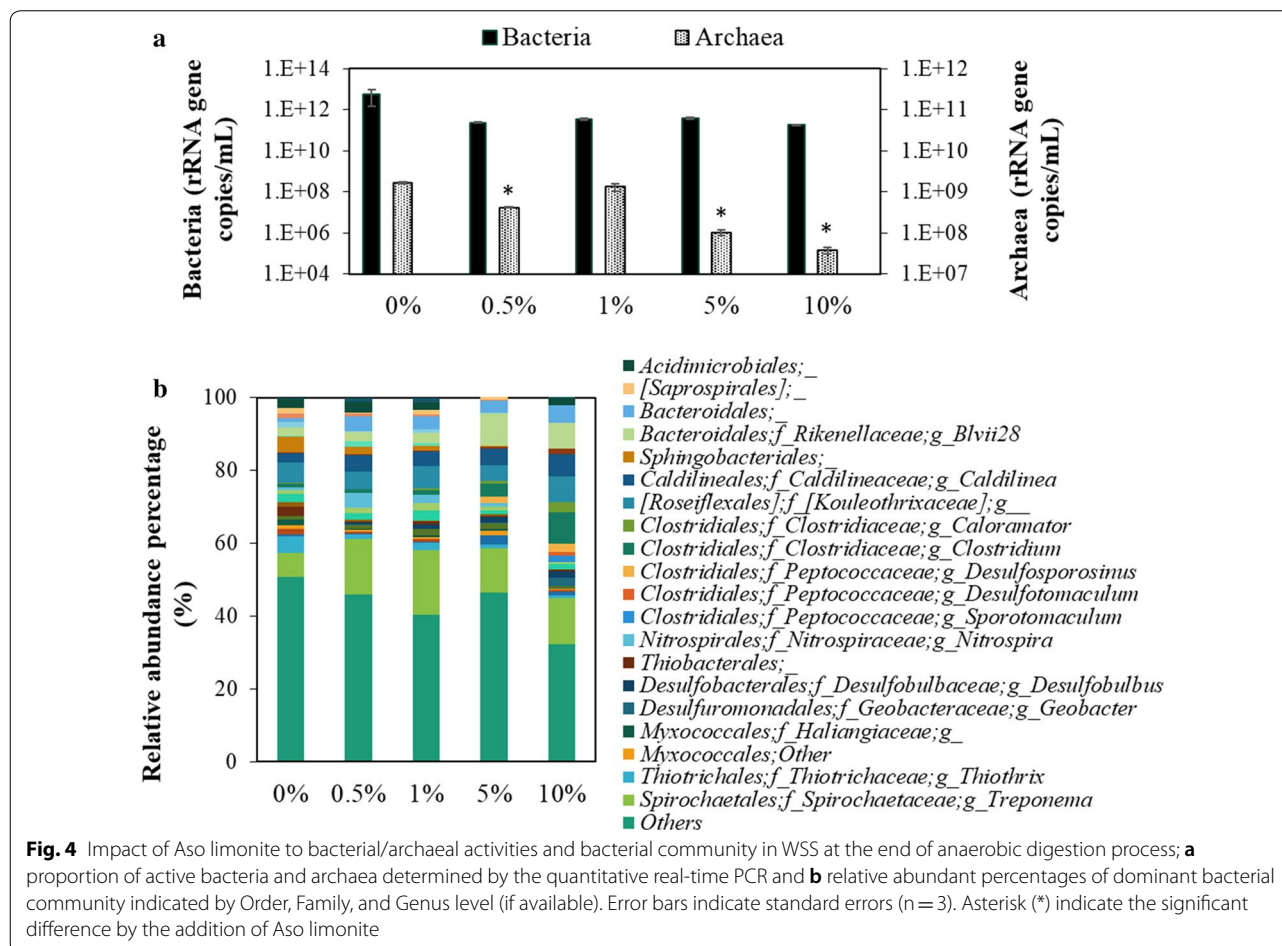 a
Bacteria
Archaea
1.E+14
1.E+12
1.E+10
1.E+08
1.E+06
1.E+04
Bacteria (rRNA gene
copies/mL)
*
*
*
1.E+12
1.E+11
1.E+10
1.E+09
1.E+08
1.E+07
Archaea (rRNA gene
copies/mL)
0%
0.5%
1%
5%
10%
b
100
80
60
40
20
0
Relative abundance percentage
(%)
0%
0.5%
1%
5%
10%
Acidimicrobiales;_
[Saprospirales];_
Bacteroidales;_
Bacteroidales;f_Rikenellaceae;g_Blvii28
Sphingobacteriales;_
Caldilineales;f_Caldilineaceae;g_Caldilinea
[Roseiflexales];f_[Kouleothrixaceae];g__
Clostridiales;f_Clostridiaceae;g_Caloramator
Clostridiales;f_Clostridiaceae;g_Clostridium
Clostridiales;f_Peptococcaceae;g_Desulfosporosinus
Clostridiales;f_Peptococcaceae;g_Desulfotomaculum
Clostridiales;f_Peptococcaceae;g_Sporotomaculum
Nitrospirales;f_Nitrospiraceae;g_Nitrospira
Thiobacterales;_
Desulfobacterales;f_Desulfobulbaceae;g_Desulfobulbus
Desulfuromonadales;f_Geobacteraceae;g_Geobacter
Myxococcales;f_Haliangiaceae;g_
Myxococcales;Other
Thiotrichales;f_Thiotrichaceae;g_Thiothrix
Spirochaetales;f_Spirochaetaceae;g_Treponema
Others
Fig. 4 Impact of Aso limonite to bacterial/archaeal activities and bacterial community in WSS at the end of anaerobic digestion process; a
proportion of active bacteria and archaea determined by the quantitative real-time PCR and b relative abundant percentages of dominant bacterial
community indicated by Order, Family, and Genus level (if available). Error bars indicate standard errors (n = 3). Asterisk (*) indicate the significant
difference by the addition of Aso limonite